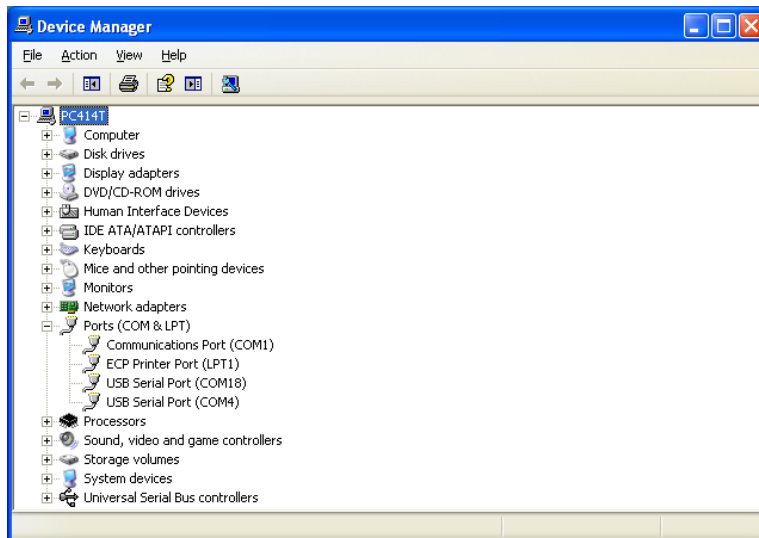 Device Manager
File Action View Help
PC414T
Computer
Disk drives
Display adapters
DVD/CD-ROM drives
Human Interface Devices
IDE ATA/ATAPI controllers
Keyboards
Mice and other pointing devices
Monitors
Network adapters
Ports (COM & LPT)
Communications Port (COM1)
ECP Printer Port (LPT1)
USB Serial Port (COM18)
USB Serial Port (COM4)
Processors
Sound, video and game controllers
Storage volumes
System devices
Universal Serial Bus controllers